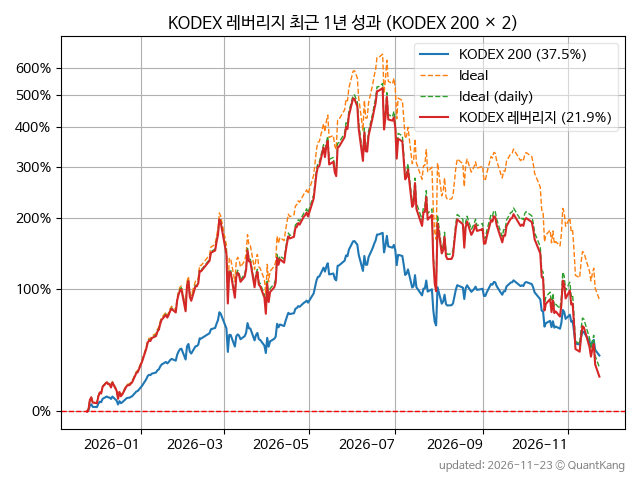 KODEX 레버리지 최근 1년 성과 (KODEX 200 × 2)
KODEX 200 (37.5%)
Ideal
Ideal (daily)
KODEX 레버리지 (21.9%)
600%
500%
400%
300%
200%
100%
0%
2026-01
2026-03
2026-05
2026-07
2026-09
2026-11
updated: 2026-11-23 © QuantKang